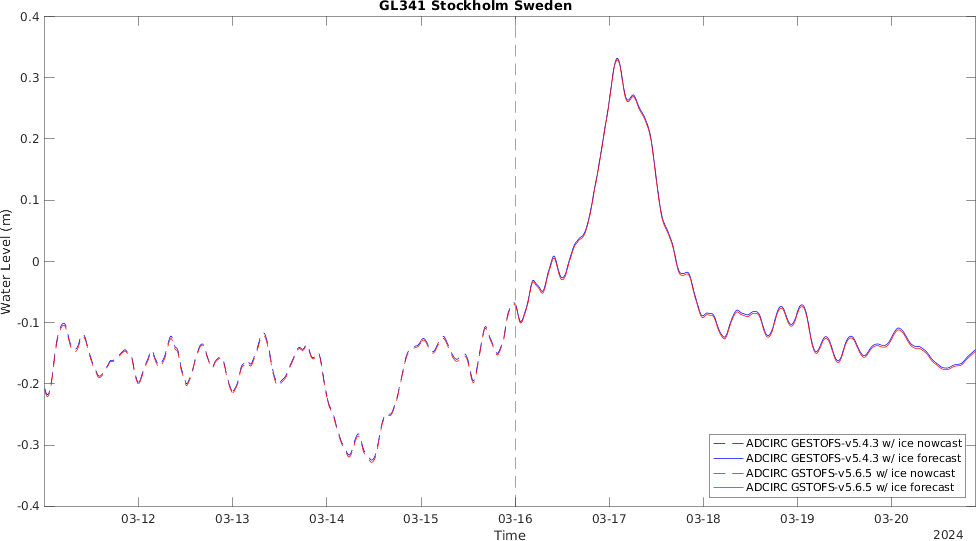 GL341 Stockholm Sweden
0.4
0.3
0.2
0.1
0
-0.1
-0.2
-0.3
-0.4
Water Level (m)
03-12
03-13
03-14
03-15
03-16
03-17
03-18
03-19
03-20
Time
2024
ADCIRC GESTOFS-v5.4.3 w/ ice nowcast
ADCIRC GESTOFS-v5.4.3 w/ ice forecast
ADCIRC GSTOFS-v5.6.5 w/ ice nowcast
ADCIRC GSTOFS-v5.6.5 w/ ice forecast